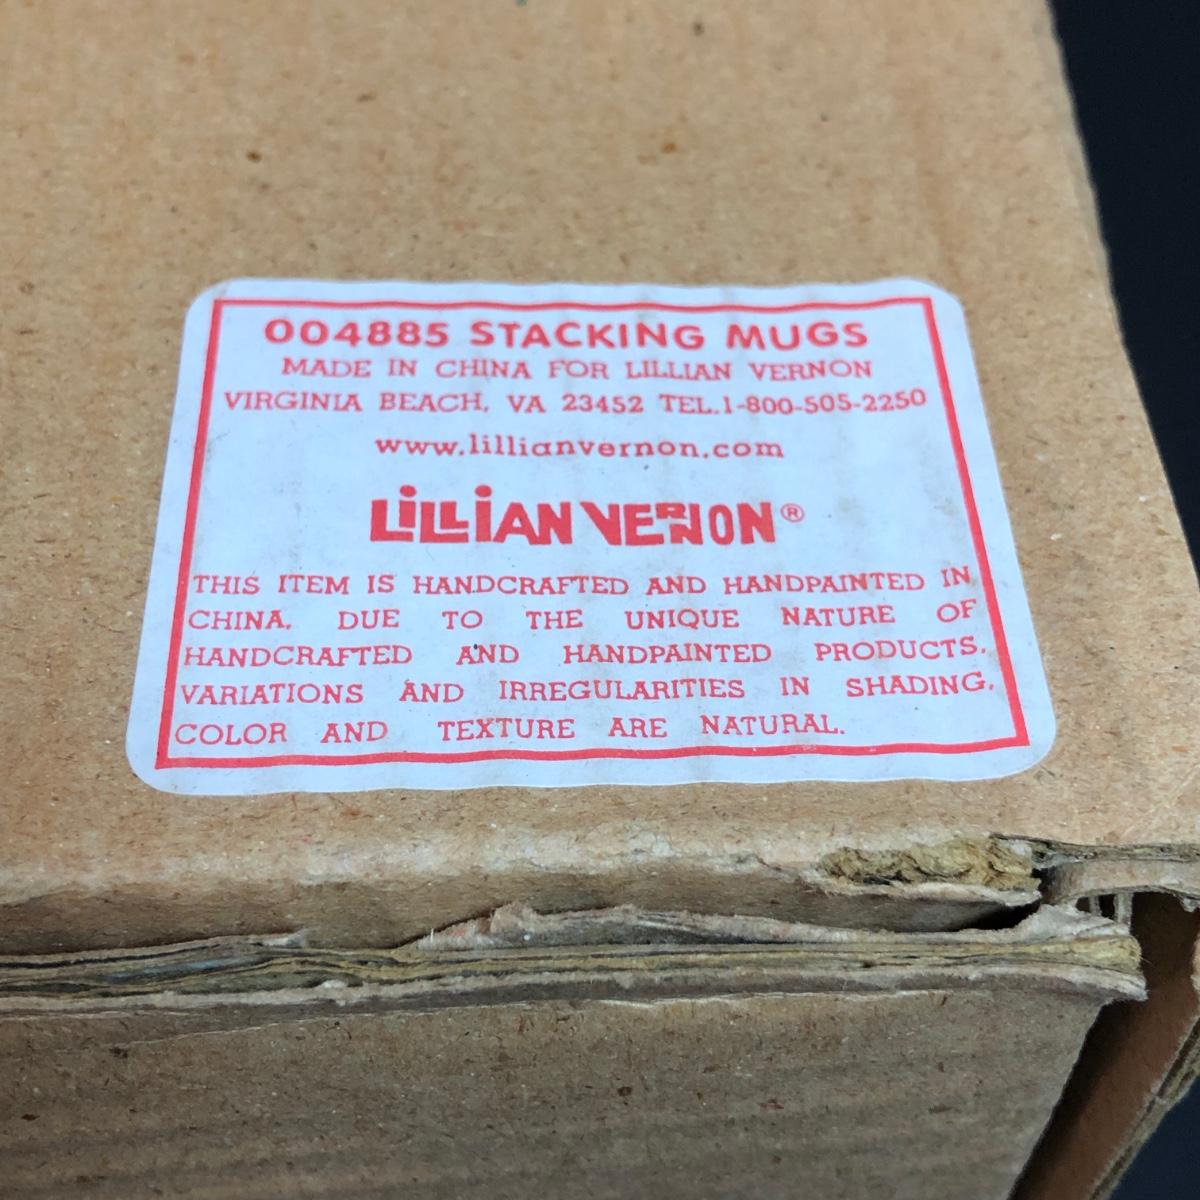 004885 STACKING MUGS
MADE IN CHINA FOR LILLIAN VERNON
VIRGINIA BEACH, VA 23452 TEL.1-800-505-2250
www.lillianvernon.com
LILLIAN VERNON®
THIS ITEM IS HANDCRAFTED AND HANDPAINTED IN
CHINA. DUE TO THE UNIQUE NATURE OF
HANDCRAFTED AND HANDPAINTED PRODUCTS,
VARIATIONS AND IRREGULARITIES IN SHADING,
COLOR AND TEXTURE ARE NATURAL.